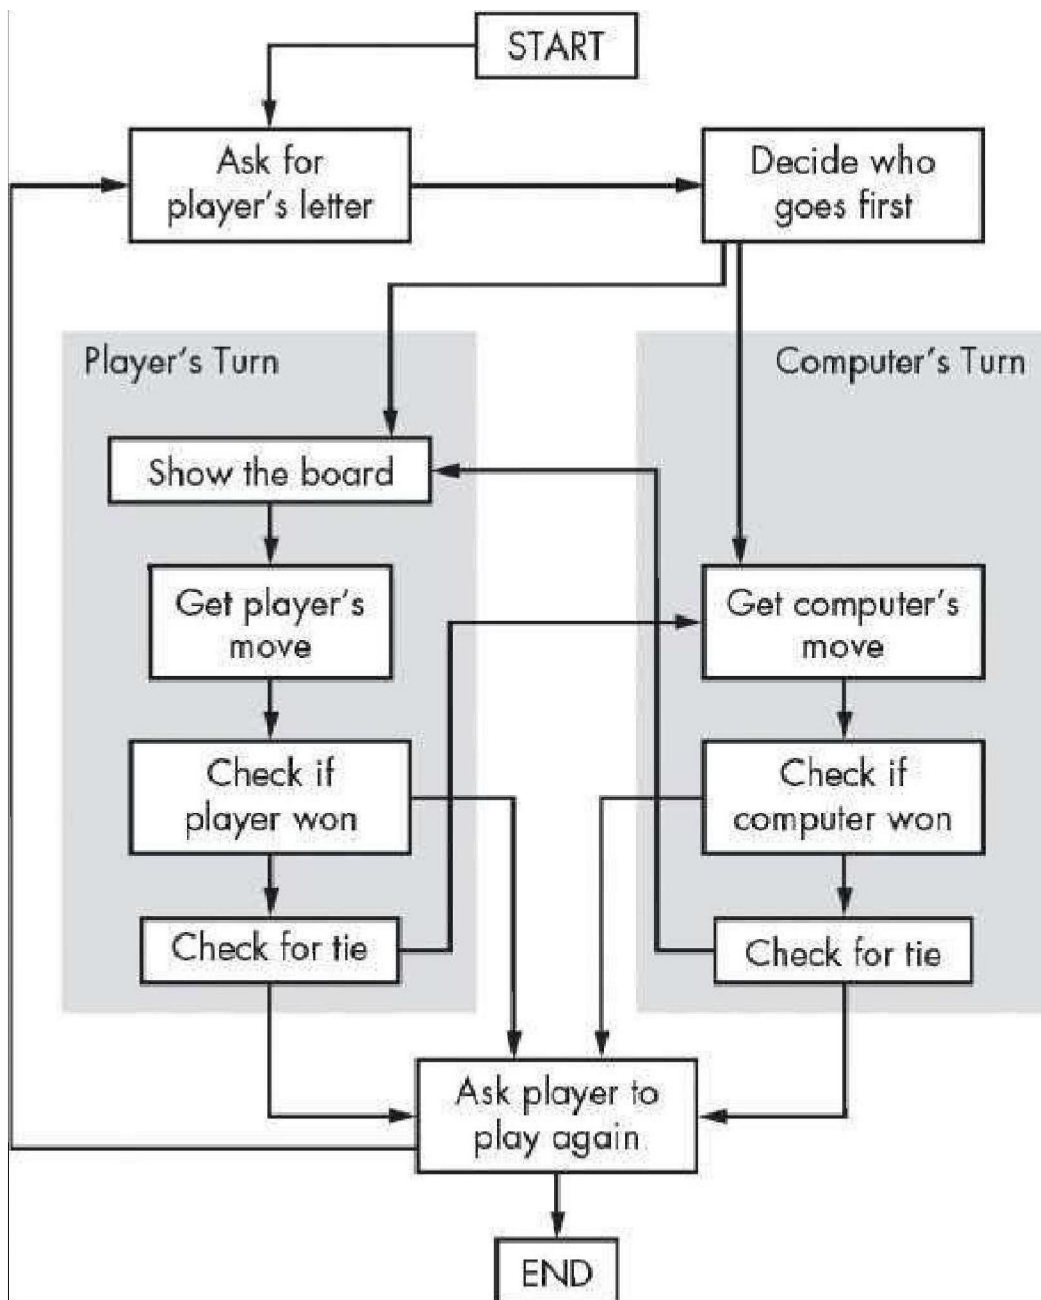 START
Ask for
player's letter
Decide who
goes first
Player's Turn
Computer's Turn
Show the board
Get player's
move
Get computer's
move
Check if
player won
Check if
computer won
Check for tie
Check for tie
Ask player to
play again
END